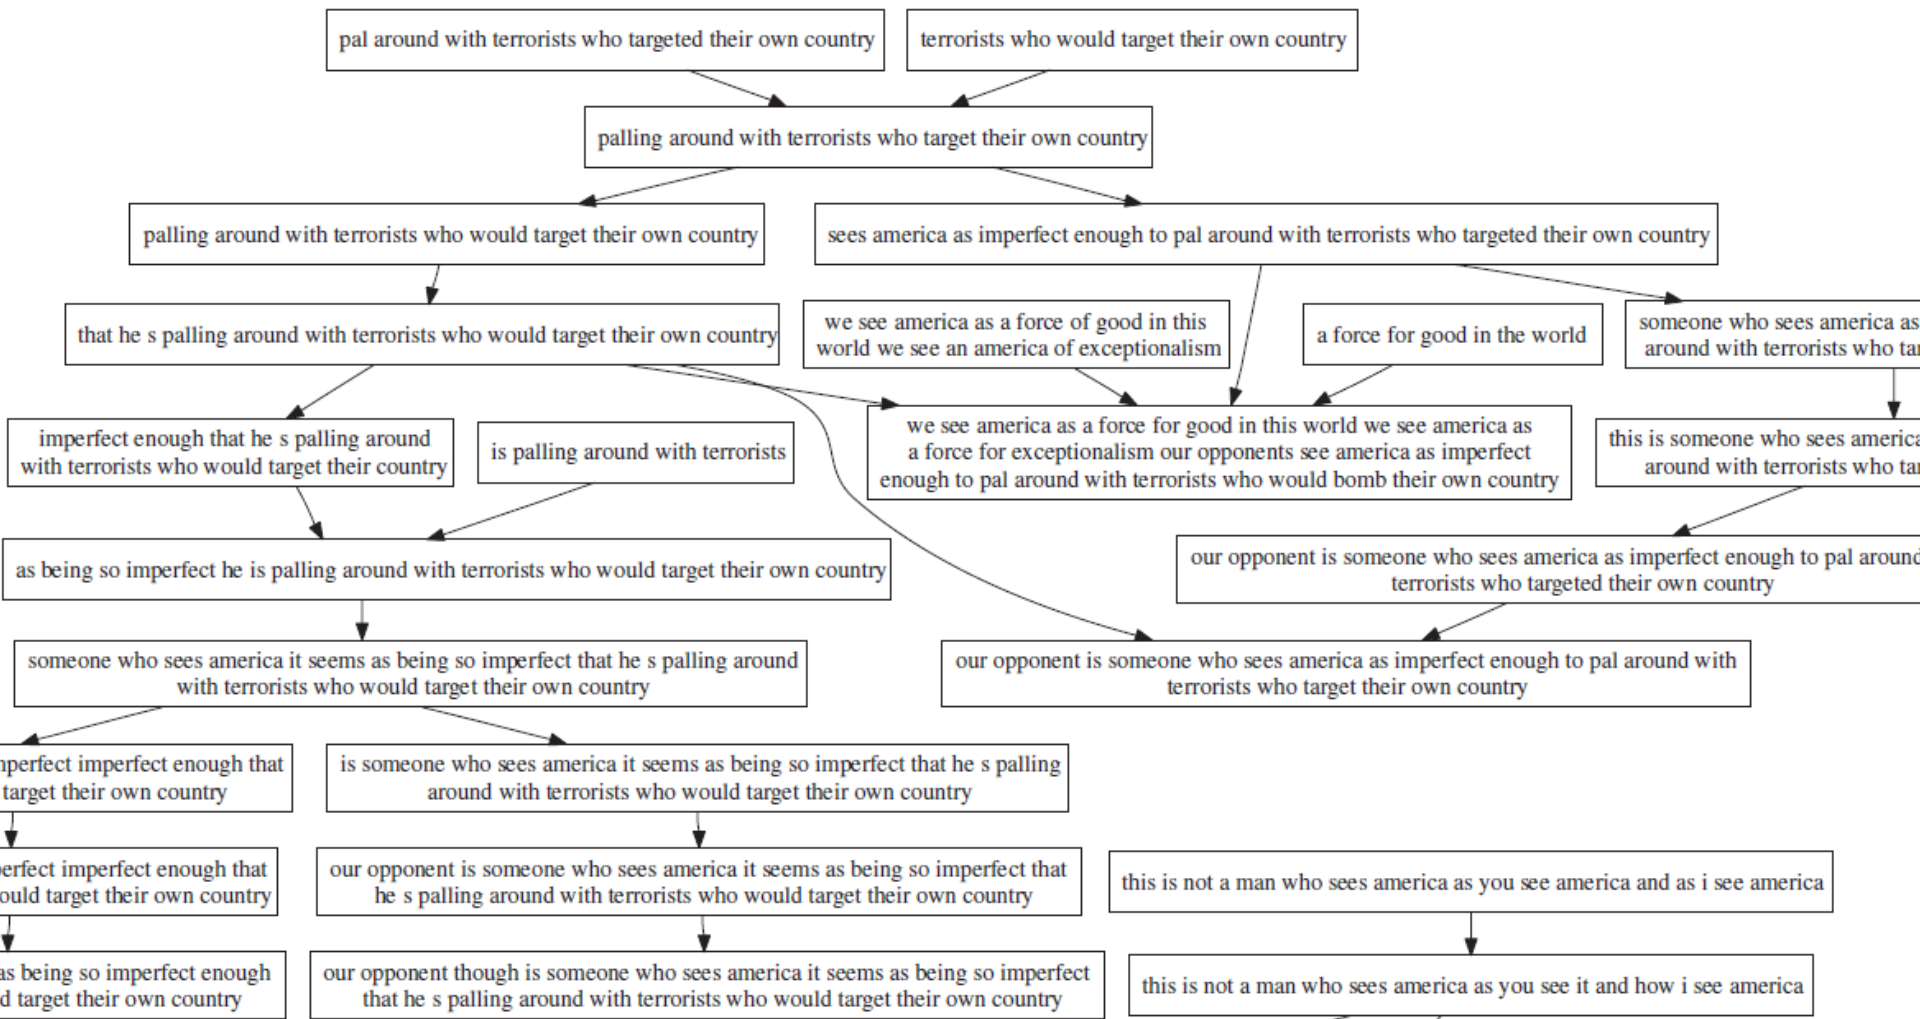 pal around with terrorists who targeted their own country
terrorists who would target their own country
palling around with terrorists who target their own country
palling around with terrorists who would target their own country
sees america as imperfect enough to pal around with terrorists who targeted their own country
that he s palling around with terrorists who would target their own country
we see america as a force of good in this
world we see an america of exceptionalism
a force for good in the world
someone who sees america as
around with terrorists who
imperfect enough that he s palling around
with terrorists who would target their country
is palling around with terrorists
we see america as a force for good in this world we see america as
a force for exceptionalism our opponents see america as imperfect
enough to pal around with terrorists who would bomb their own country
this is someone who sees america
around with terrorists who
as being so imperfect he is palling around with terrorists who would target their own country
our opponent is someone who sees america as imperfect enough to pal around
terrorists who targeted their own country
someone who sees america it seems as being so imperfect that he s palling around
with terrorists who would target their own country
our opponent is someone who sees america as imperfect enough to pal around with
terrorists who target their own country
imperfect enough that
target their own country
is someone who sees america it seems as being so imperfect that he s palling
around with terrorists who would target their own country
imperfect enough that
target their own country
our opponent is someone who sees america it seems as being so imperfect that
he s palling around with terrorists who would target their own country
this is not a man who sees america as you see america and as i see america
as being so imperfect enough
target their own country
our opponent though is someone who sees america it seems as being so imperfect
that he s palling around with terrorists who would target their own country
this is not a man who sees america as you see it and how i see america